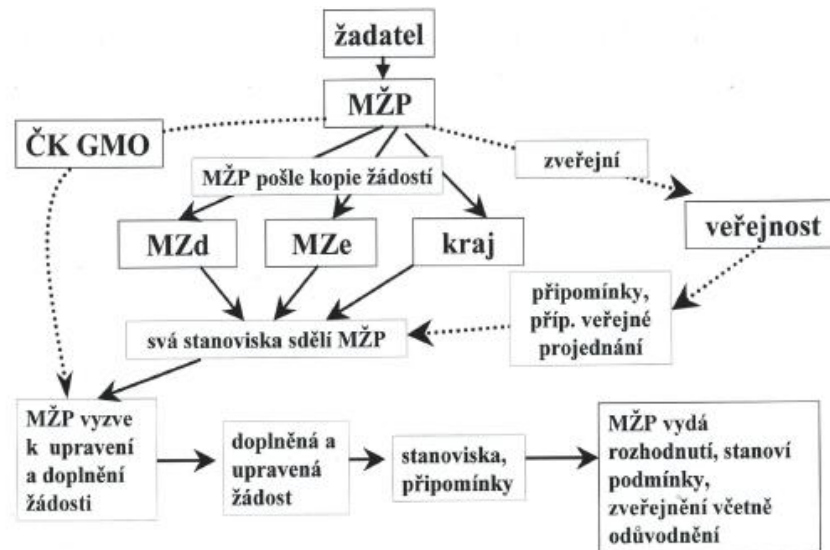 žadatel
MŽP
ČK GMO
zveřejní
MŽP pošle kopie žádostí
MZd
MZe
kraj
veřejnost
připomínky,
příp. veřejné
projednání
svá stanoviska sdělí MŽP
MŽP vyzve
k upravení
a doplnění
žádosti
doplněná a
upravená
žádost
stanoviska,
připomínky
MŽP vydá
rozhodnutí, stanoví
podmínky,
zveřejnění včetně
odůvodnění